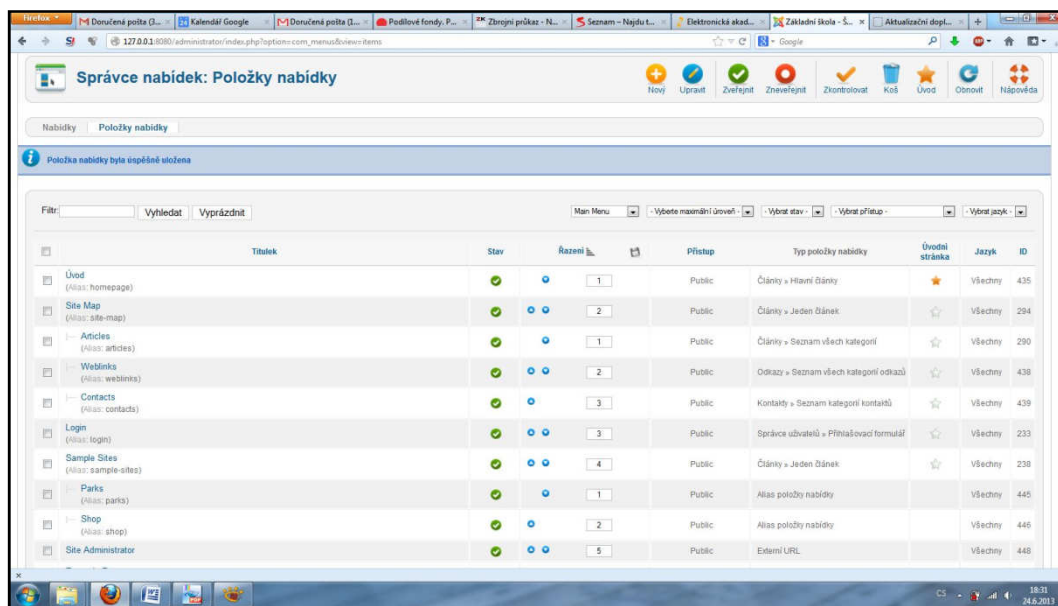 Firefox
Doručená pošta (3...
Kalendář Google
Doručená pošta (1...
Podílové fondy. P...
Zbrojní průkaz - N...
Seznam – Najdu t...
Elektronická akad...
Základní škola - Š...
Aktualizační dopl...
127.0.0.1:8080/administrator/index.php?option=com_menus&view=items
Google
Správce nabídek: Položky nabídky
Nový Upravit Zveřejnit Zneveřejnit Zkontrolovat Koš Úvod Obnovit Nápověda
Nabídky Položky nabídky
Položka nabídky byla úspěšně uložena
Filtr: Vyhledat Vyprázdnit Main Menu - Vyberte maximální úroveň - - Vybrat stav - - Vybrat přístup - - Vybrat jazyk -
Titulek Stav Řazení Přístup Typ položky nabídky Úvodní stránka Jazyk ID
Úvod 1 Public Články » Hlavní články Všechny 435
(Alias: homepage)
Site Map 2 Public Články » Jeden článek Všechny 294
(Alias: site-map)
Articles 1 Public Články » Seznam všech kategorií Všechny 290
(Alias: articles)
Weblinks 2 Public Odkazy » Seznam všech kategorií odkazů Všechny 438
(Alias: weblinks)
Contacts 3 Public Kontakty » Seznam kategorií kontaktů Všechny 439
(Alias: contacts)
Login 3 Public Správce uživatelů » Přihlašovací formulář Všechny 233
(Alias: login)
Sample Sites 4 Public Články » Jeden článek Všechny 238
(Alias: sample-sites)
Parks 1 Public Alias položky nabídky Všechny 445
(Alias: parks)
Shop 2 Public Alias položky nabídky Všechny 446
(Alias: shop)
Site Administrator 5 Public Externí URL Všechny 448
CS 18:31
24.6.2013